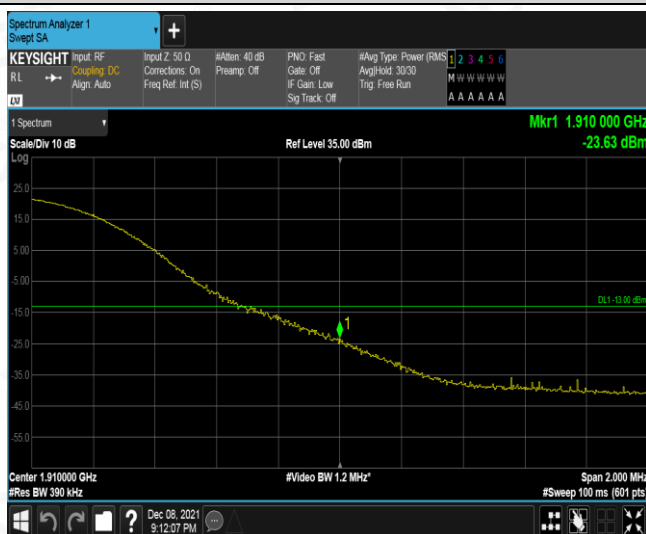 Spectrum Analyzer 1
Swept SA
+
KEYSIGHT
R L
LXI
Input: RF
Coupling: DC
Align: Auto
Input Z: 50 Ω
Corrections: On
Freq Ref: Int (S)
#Atten: 40 dB
Preamp: Off
PNO: Fast
Gate: Off
IF Gain: Low
Sig Track: Off
#Avg Type: Power (RMS
Avg|Hold: 30/30
Trig: Free Run
1 2 3 4 5 6
M W W W W W
A A A A A A
1 Spectrum
Scale/Div 10 dB
Log
Ref Level 35.00 dBm
Mkr1 1.910 000 GHz
-23.63 dBm
25.0
15.0
5.00
-5.00
DL1 -13.00 dBm
-15.0
1
-25.0
-35.0
-45.0
-55.0
Center 1.910000 GHz
#Res BW 390 kHz
#Video BW 1.2 MHz*
Span 2.000 MHz
#Sweep 100 ms (601 pts)
?
Dec 08, 2021
9:12:07 PM